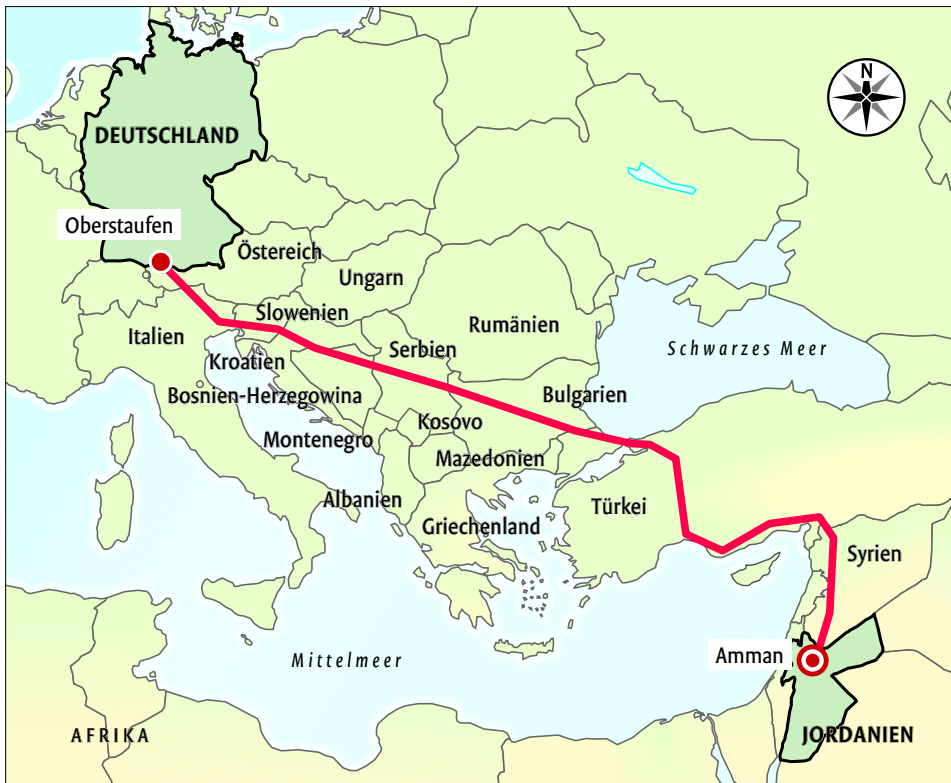 N
DEUTSCHLAND
Oberstaufen
Östereich
Ungarn
Slowenien
Italien
Rumänien
Serbien
Schwarzes Meer
Kroatien
Bosnien-Herzegowina
Bulgarien
Kosovo
Montenegro
Mazedonien
Albanien
Türkei
Griechenland
Syrien
Amman
Mittelmeer
AFRIKA
JORDANIEN